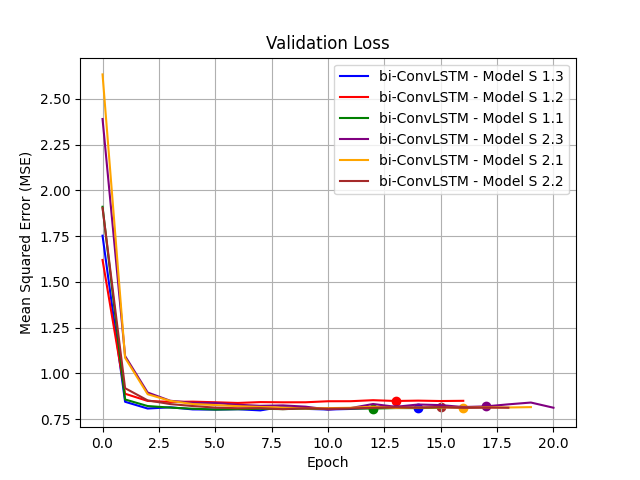 Validation Loss
bi-ConvLSTM - Model S 1.3
bi-ConvLSTM - Model S 1.2
bi-ConvLSTM - Model S 1.1
bi-ConvLSTM - Model S 2.3
bi-ConvLSTM - Model S 2.1
bi-ConvLSTM - Model S 2.2
Mean Squared Error (MSE)
2.50
2.25
2.00
1.75
1.50
1.25
1.00
0.75
0.0 2.5 5.0 7.5 10.0 12.5 15.0 17.5 20.0
Epoch